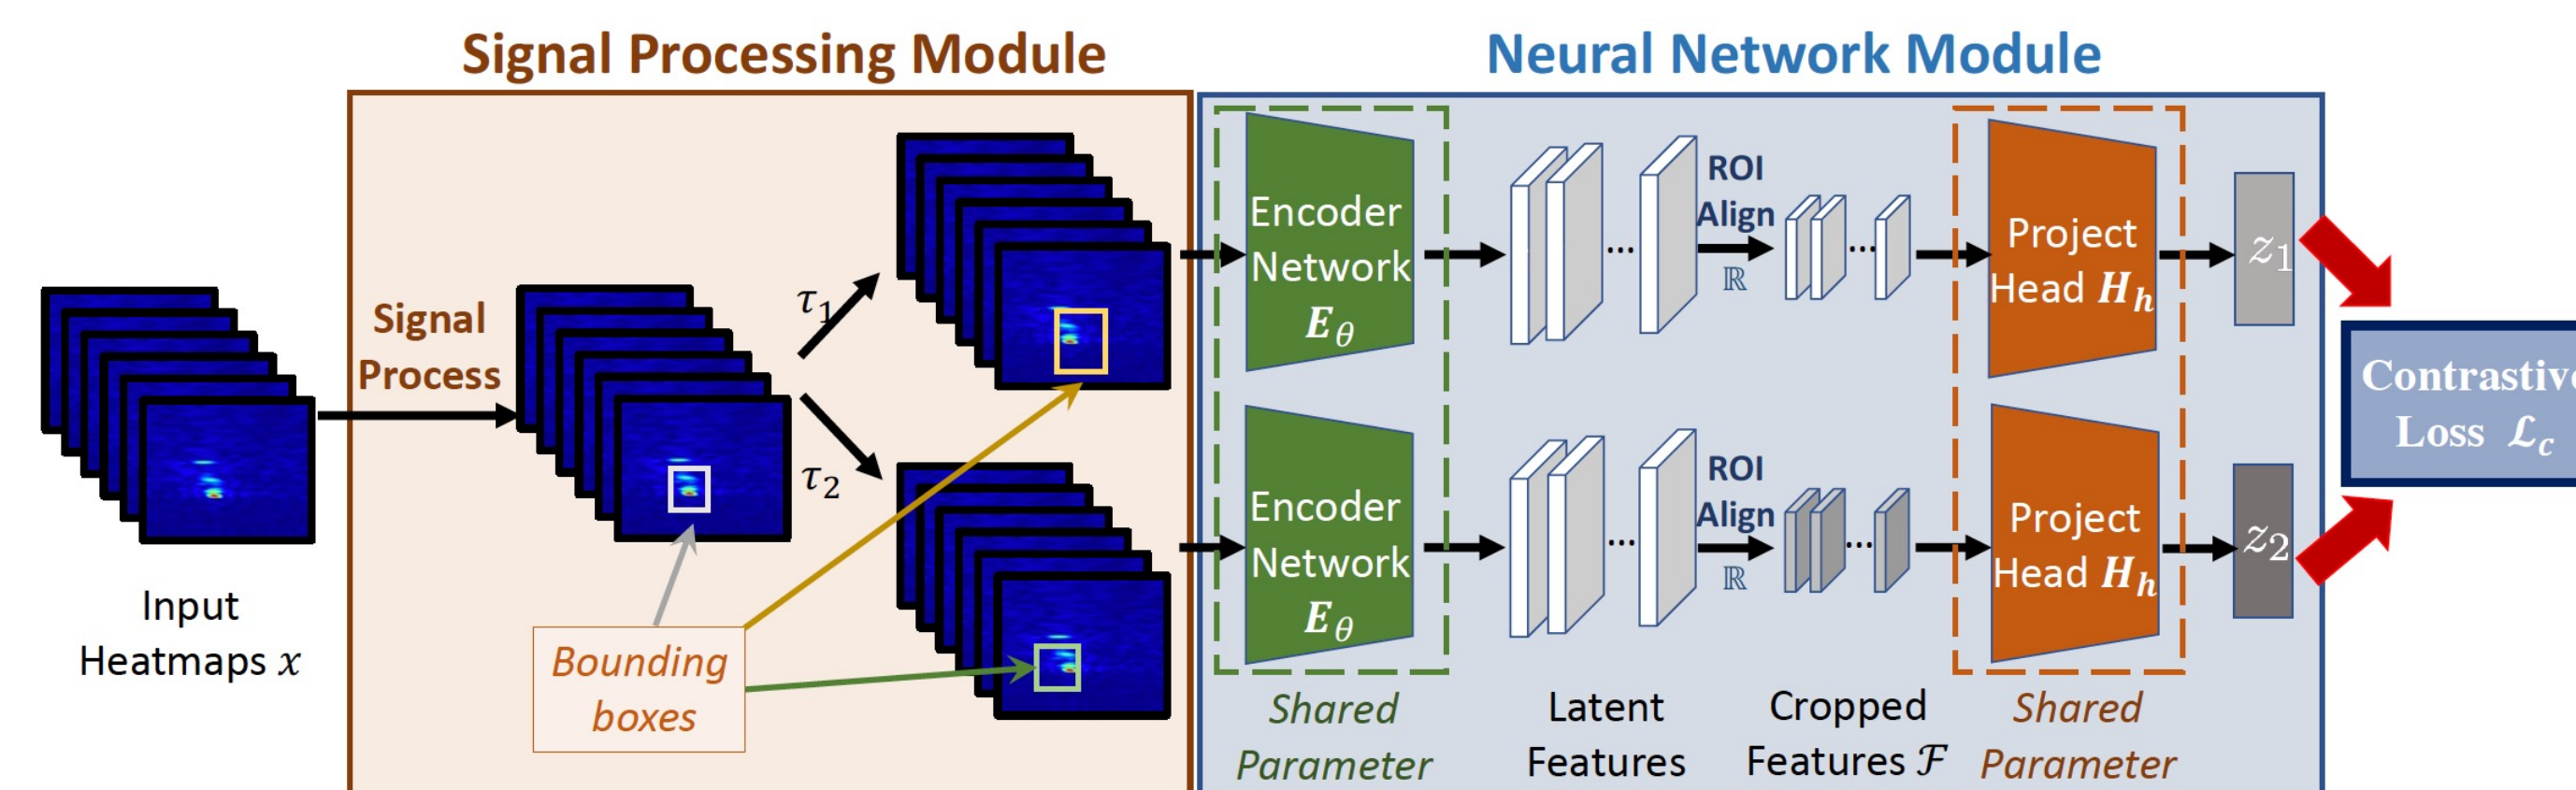 Signal Processing Module
Neural Network Module
Input
Heatmaps x
Signal
Process
τ1
τ2
Bounding
boxes
Encoder
Network
Eθ
ROI
Align
ℝ
Project
Head Hh
z1
Encoder
Network
Eθ
ROI
Align
ℝ
Project
Head Hh
z2
...
...
...
...
Shared
Parameter
Latent
Features
Cropped
Features ℱ
Shared
Parameter
Contrastive
Loss ℒc